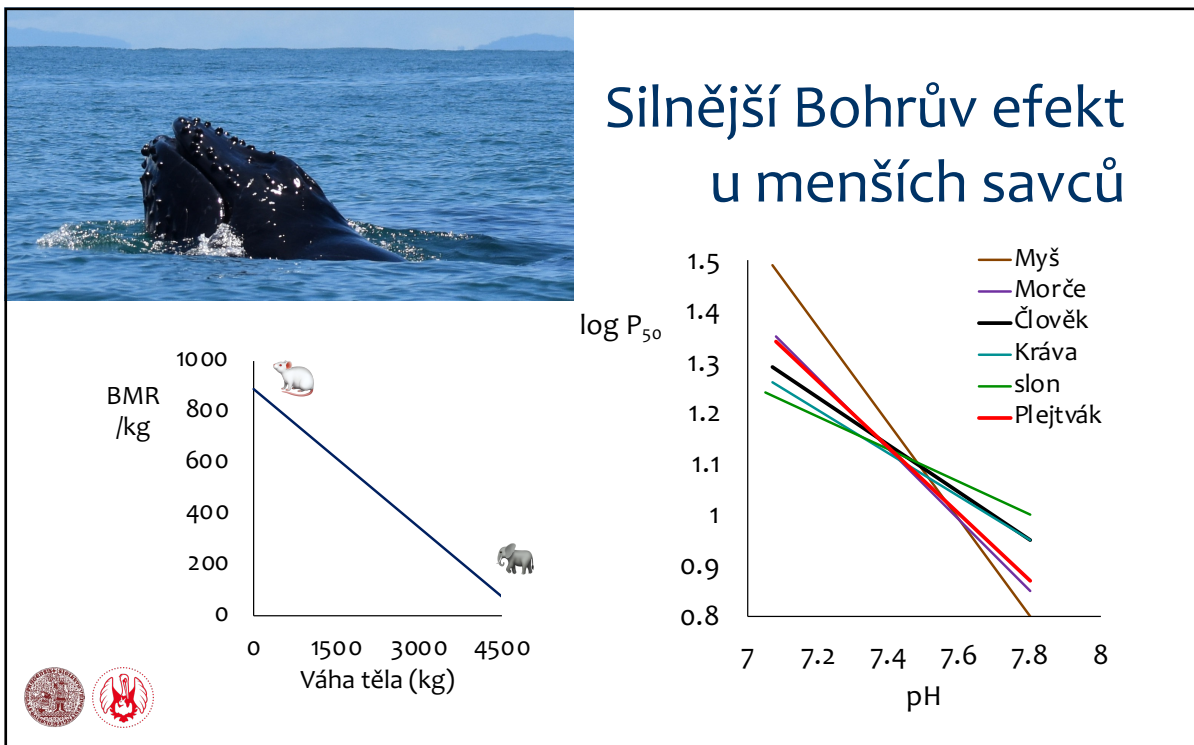 Silnější Bohrův efekt
u menších savců
BMR
/kg
1000
800
600
400
200
0
0 1500 3000 4500
Váha těla (kg)
log P₅₀
1.5
1.4
1.3
1.2
1.1
1
0.9
0.8
7 7.2 7.4 7.6 7.8 8
pH
Myš
Morče
Člověk
Kráva
slon
Plejtvák